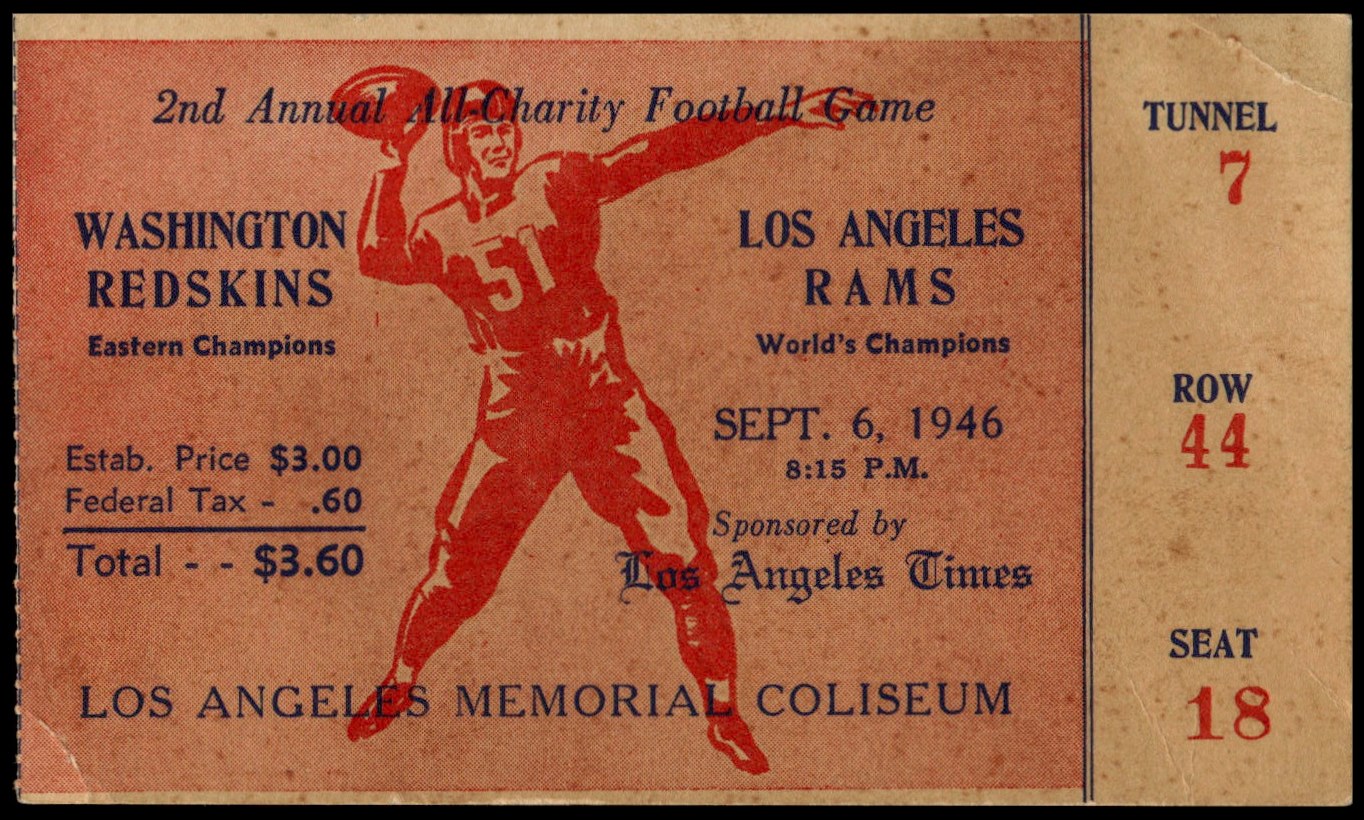 2nd Annual All-Charity Football Game
WASHINGTON
REDSKINS
Eastern Champions
LOS ANGELES
RAMS
World's Champions
51
SEPT. 6, 1946
8:15 P.M.
Estab. Price $3.00
Federal Tax - .60
Total - - $3.60
Sponsored by
Los Angeles Times
LOS ANGELES MEMORIAL COLISEUM
TUNNEL
7
ROW
44
SEAT
18